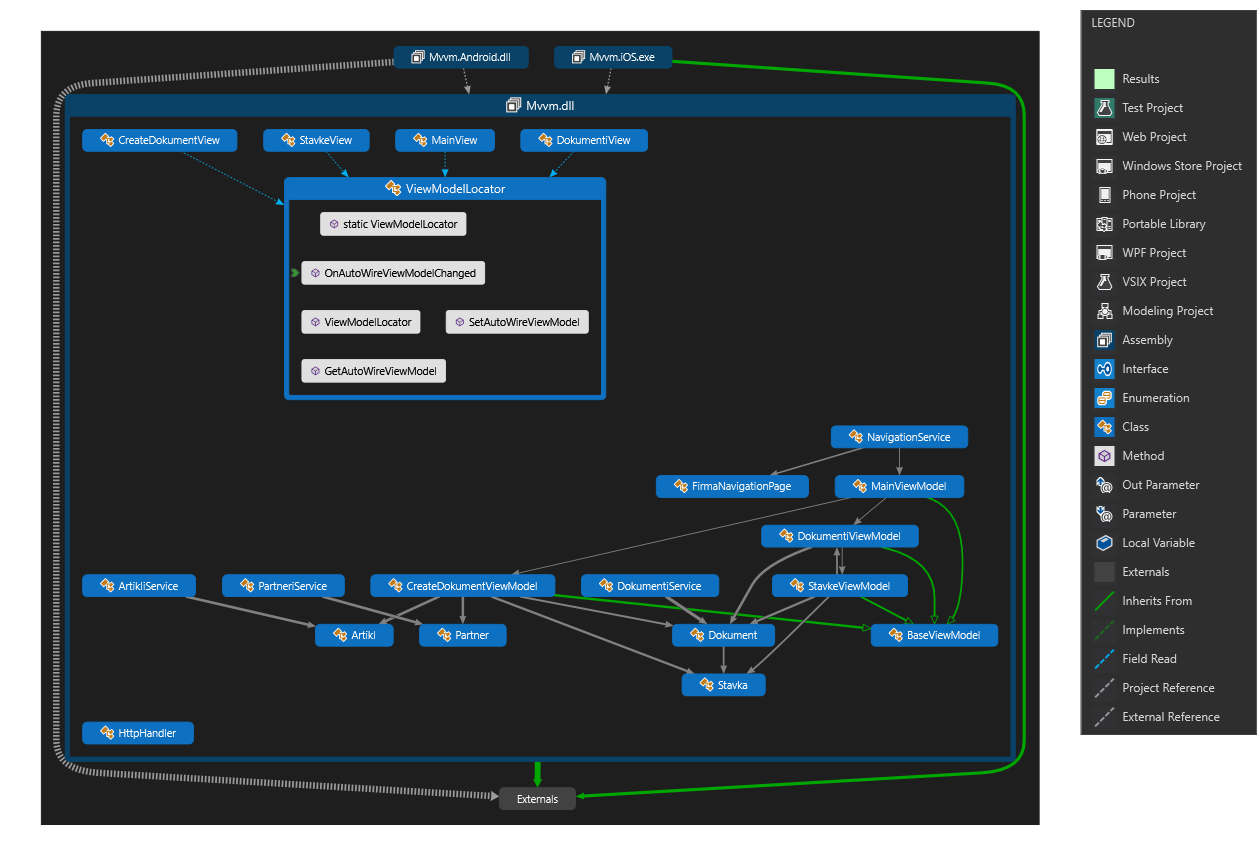 LEGEND
Mvvm.Android.dll
Mvvm.iOS.exe
Mvvm.dll
CreateDokumentView
StavkeView
MainView
DokumentiView
ViewModelLocator
static ViewModelLocator
OnAutoWireViewModelChanged
ViewModelLocator
SetAutoWireViewModel
GetAutoWireViewModel
NavigationService
FirmaNavigationPage
MainViewModel
DokumentiViewModel
ArtikliService
PartneriService
CreateDokumentViewModel
DokumentiService
StavkeViewModel
Artikl
Partner
Dokument
BaseViewModel
Stavka
HttpHandler
Externals
Results
Test Project
Web Project
Windows Store Project
Phone Project
Portable Library
WPF Project
VSIX Project
Modeling Project
Assembly
Interface
Enumeration
Class
Method
Out Parameter
Parameter
Local Variable
Externals
Inherits From
Implements
Field Read
Project Reference
External Reference